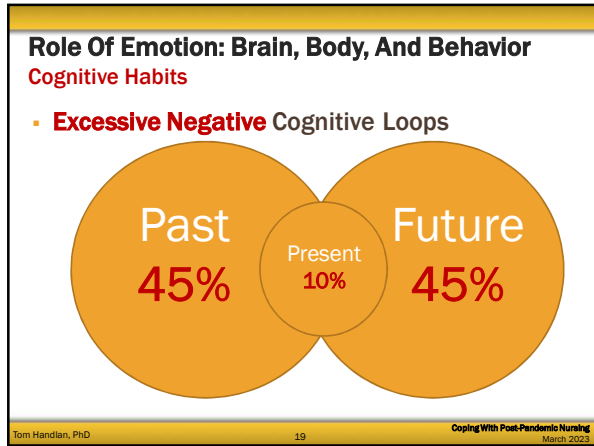 Role Of Emotion: Brain, Body, And Behavior
Cognitive Habits
▪ Excessive Negative Cognitive Loops
Past
45%
Present
10%
Future
45%
Tom Handlan, PhD
19
Coping With Post-Pandemic Nursing
March 2023